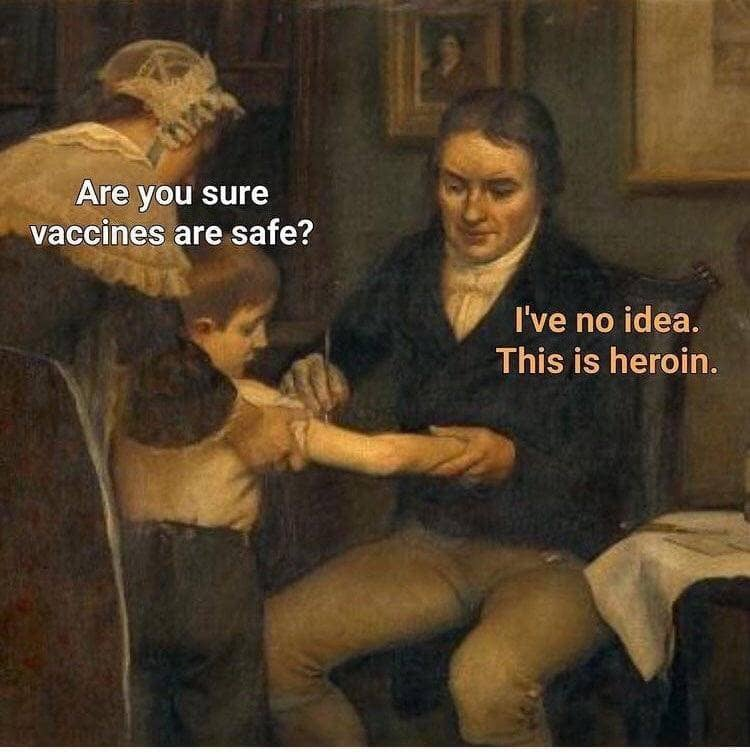 Are you sure
vaccines are safe?
I've no idea.
This is heroin.